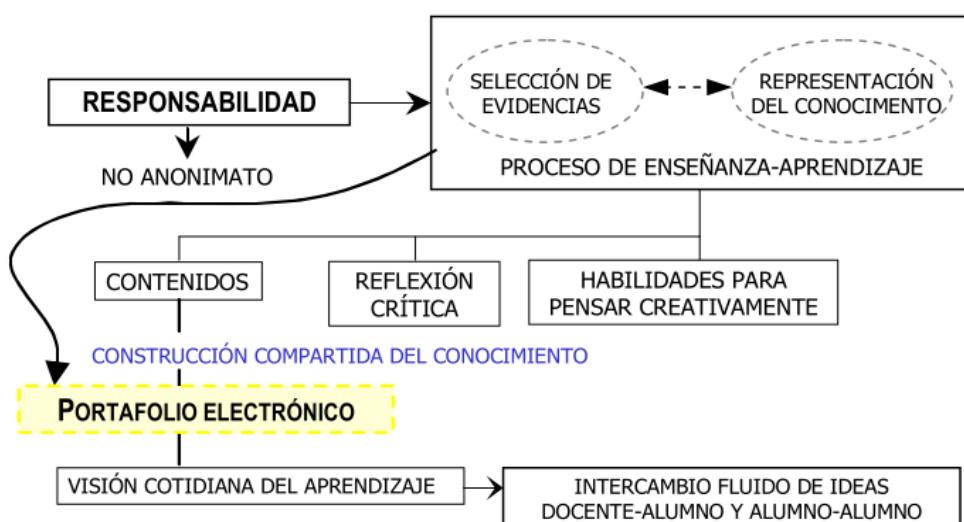 SELECCIÓN DE
EVIDENCIAS
REPRESENTACIÓN
DEL CONOCIMENTO
RESPONSABILIDAD
PROCESO DE ENSEÑANZA-APRENDIZAJE
NO ANONIMATO
CONTENIDOS
REFLEXIÓN
CRÍTICA
HABILIDADES PARA
PENSAR CREATIVAMENTE
CONSTRUCCIÓN COMPARTIDA DEL CONOCIMIENTO
PORTAFOLIO ELECTRÓNICO
VISIÓN COTIDIANA DEL APRENDIZAJE
INTERCAMBIO FLUIDO DE IDEAS
DOCENTE-ALUMNO Y ALUMNO-ALUMNO